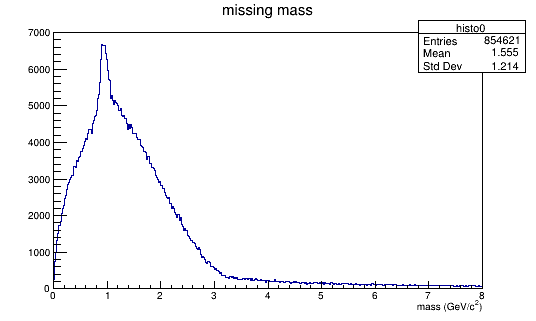 missing mass
histo0
Entries 854621
Mean 1.555
Std Dev 1.214
7000
6000
5000
4000
3000
2000
1000
0
0 1 2 3 4 5 6 7 8
mass (GeV/c²)